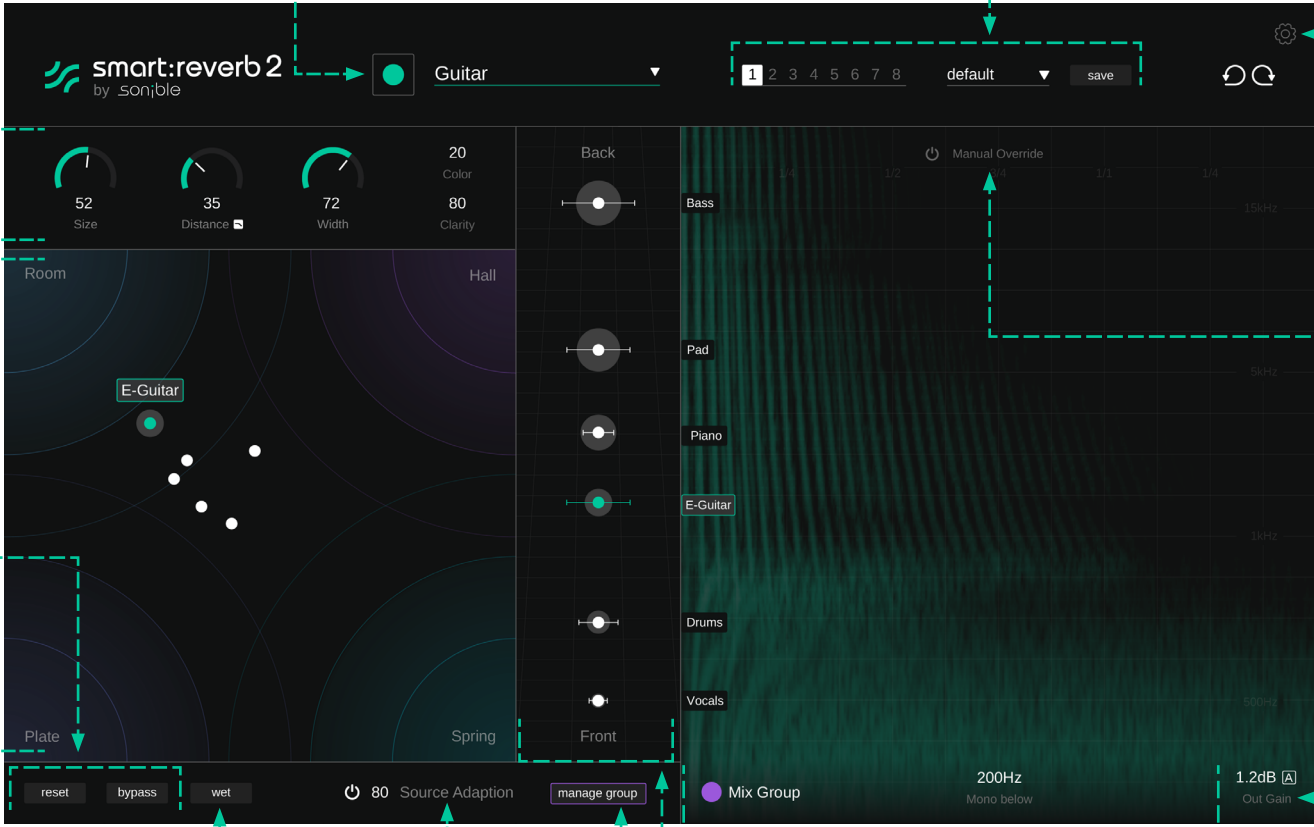 smart:reverb 2
by sonible
Guitar
1 2 3 4 5 6 7 8
default
save
52
Size
35
Distance
72
Width
20
Color
80
Clarity
Back
Manual Override
1/4
1/2
3/4
1/1
1/4
Bass
15kHz
Room
Hall
Pad
5kHz
E-Guitar
Piano
E-Guitar
1kHz
Drums
Vocals
500Hz
Plate
Spring
Front
reset
bypass
wet
80 Source Adaption
manage group
Mix Group
200Hz
Mono below
1.2dB A
Out Gain